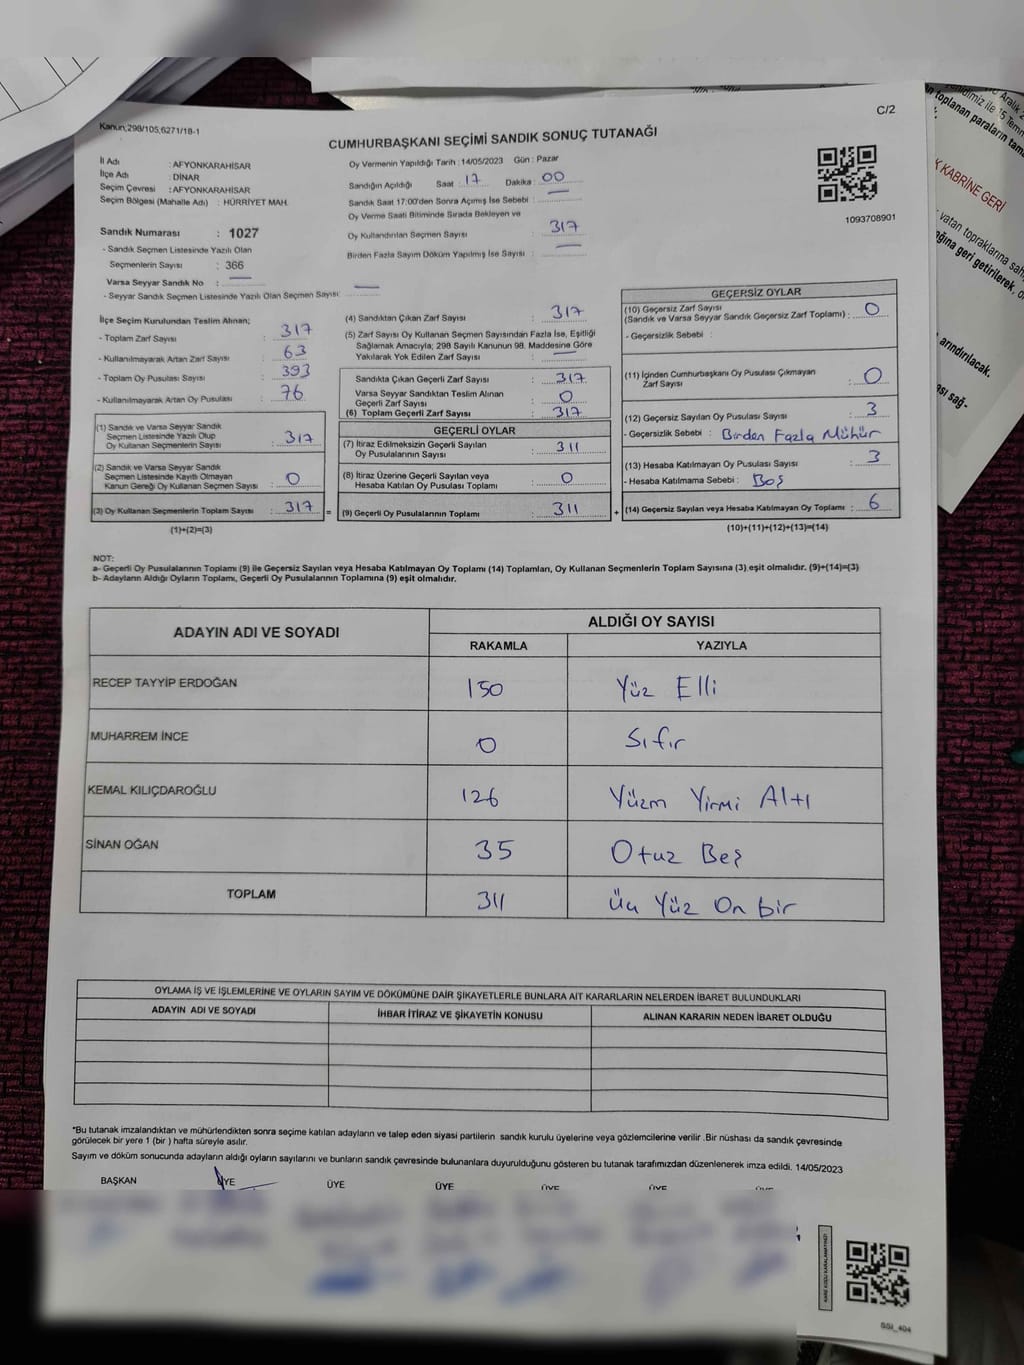 C/2
Kanun;298/105,6271/18-1
CUMHURBAŞKANI SEÇİMİ SANDIK SONUÇ TUTANAĞI
İl Adı : AFYONKARAHİSAR
İlçe Adı : DİNAR
Seçim Çevresi : AFYONKARAHİSAR
Seçim Bölgesi (Mahalle Adı) : HÜRRİYET MAH.
Sandık Numarası : 1027
- Sandık Seçmen Listesinde Yazılı Olan
Seçmenlerin Sayısı : 366
Varsa Seyyar Sandık No : —
- Seyyar Sandık Seçmen Listesinde Yazılı Olan Seçmen Sayısı: —
Oy Vermenin Yapıldığı Tarih : 14/05/2023 Gün : Pazar
Sandığın Açıldığı Saat : 17 Dakika : 00
Sandık Saat 17:00'den Sonra Açımış İse Sebebi : —
Oy Verme Saati Bitiminde Sırada Bekleyen ve
Oy Kullandırılan Seçmen Sayısı : 317
Birden Fazla Sayım Döküm Yapılmış İse Sayısı : —
1093708901
İlçe Seçim Kurulundan Teslim Alınan;
- Toplam Zarf Sayısı : 317
- Kullanılmayarak Artan Zarf Sayısı : 63
- Toplam Oy Pusulası Sayısı : 393
- Kullanılmayarak Artan Oy Pusulası : 76
(1) Sandık ve Varsa Seyyar Sandık
Seçmen Listesinde Yazılı Olup
Oy Kullanan Seçmenlerin Sayısı : 317
(2) Sandık ve Varsa Seyyar Sandık
Seçmen Listesinde Kayıtlı Olmayan
Kanun Gereği Oy Kullanan Seçmen Sayısı : 0
(3) Oy Kullanan Seçmenlerin Toplam Sayısı : 317 =
(1)+(2)=(3)
(4) Sandıktan Çıkan Zarf Sayısı : 317
(5) Zarf Sayısı Oy Kullanan Seçmen Sayısından Fazla İse, Eşitliği
Sağlamak Amacıyla; 298 Sayılı Kanunun 98. Maddesine Göre
Yakılarak Yok Edilen Zarf Sayısı : —
Sandıkta Çıkan Geçerli Zarf Sayısı : 317
Varsa Seyyar Sandıktan Teslim Alınan
Geçerli Zarf Sayısı : 0
(6) Toplam Geçerli Zarf Sayısı : 317
GEÇERLİ OYLAR
(7) İtiraz Edilmeksizin Geçerli Sayılan
Oy Pusulalarının Sayısı : 311
(8) İtiraz Üzerine Geçerli Sayılan veya
Hesaba Katılan Oy Pusulası Toplamı : 0
(9) Geçerli Oy Pusulalarının Toplamı : 311 +
GEÇERSİZ OYLAR
(10) Geçersiz Zarf Sayısı
(Sandık ve Varsa Seyyar Sandık Geçersiz Zarf Toplamı) : 0
- Geçersizlik Sebebi :
(11) İçinden Cumhurbaşkanı Oy Pusulası Çıkmayan
Zarf Sayısı : 0
(12) Geçersiz Sayılan Oy Pusulası Sayısı : 3
- Geçersizlik Sebebi : Birden Fazla Mühür
(13) Hesaba Katılmayan Oy Pusulası Sayısı : 3
- Hesaba Katılmama Sebebi : Boş
(14) Geçersiz Sayılan veya Hesaba Katılmayan Oy Toplamı : 6
(10)+(11)+(12)+(13)=(14)
NOT:
a- Geçerli Oy Pusulalarının Toplamı (9) ile Geçersiz Sayılan veya Hesaba Katılmayan Oy Toplamı (14) Toplamları, Oy Kullanan Seçmenlerin Toplam Sayısına (3) eşit olmalıdır. (9)+(14)=(3)
b- Adayların Aldığı Oyların Toplamı, Geçerli Oy Pusulalarının Toplamına (9) eşit olmalıdır.
ADAYIN ADI VE SOYADI ALDIĞI OY SAYISI
RAKAMLA YAZIYLA
RECEP TAYYİP ERDOĞAN 150 Yüz Elli
MUHARREM İNCE 0 Sıfır
KEMAL KILIÇDAROĞLU 126 Yüzm Yirmi Altı
SİNAN OĞAN 35 Otuz Beş
TOPLAM 311 Üç Yüz On bir
OYLAMA İŞ VE İŞLEMLERİNE VE OYLARIN SAYIM VE DÖKÜMÜNE DAİR ŞİKAYETLERLE BUNLARA AİT KARARLARIN NELERDEN İBARET BULUNDUKLARI
ADAYIN ADI VE SOYADI İHBAR İTİRAZ VE ŞİKAYETİN KONUSU ALINAN KARARIN NEDEN İBARET OLDUĞU
*Bu tutanak imzalandıktan ve mühürlendikten sonra seçime katılan adayların ve talep eden siyasi partilerin sandık kurulu üyelerine veya gözlemcilerine verilir .Bir nüshası da sandık çevresinde
görülecek bir yere 1 (bir ) hafta süreyle asılır.
Sayım ve döküm sonucunda adayların aldığı oyların sayılarını ve bunların sandık çevresinde bulunanlara duyurulduğunu gösteren bu tutanak tarafımızdan düzenlenerek imza edildi. 14/05/2023
BAŞKAN ÜYE ÜYE ÜYE ÜYE ÜYE ÜYE
SSI_404
Aralık
15 Tem
toplanan paraların tam
KABRİNE GERİ
vatan topraklarına
geri getirilerek,
arındırılacak.
sağ-